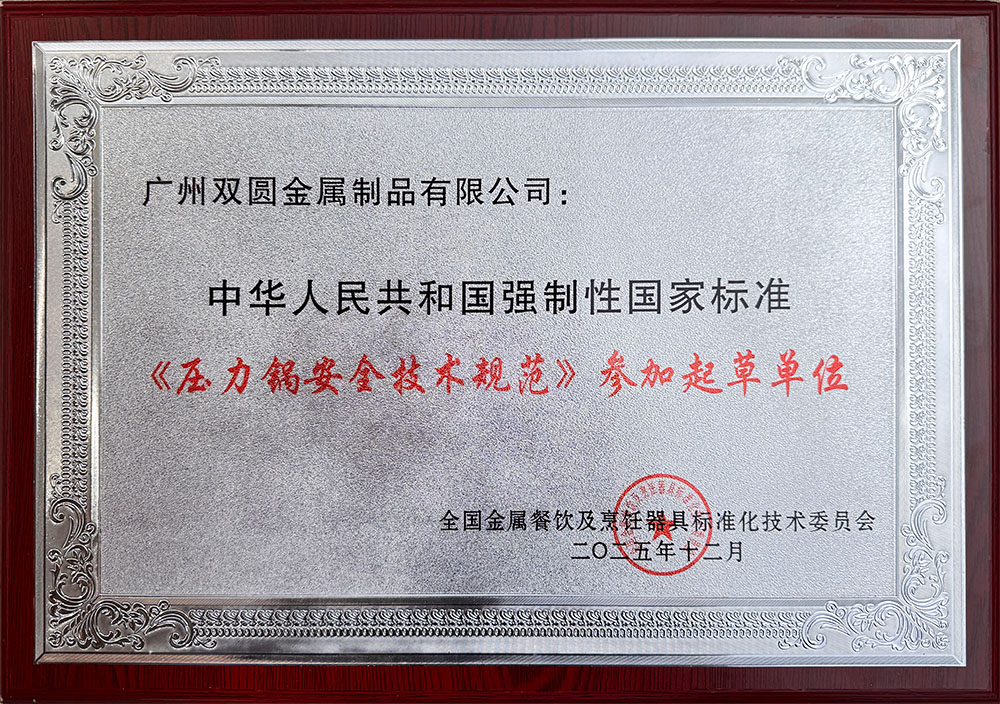 广州双圆金属制品有限公司：
中华人民共和国强制性国家标准
《压力锅安全技术规范》参加起草单位
全国金属餐饮及烹饪器具标准化技术委员会
二〇二五年十二月